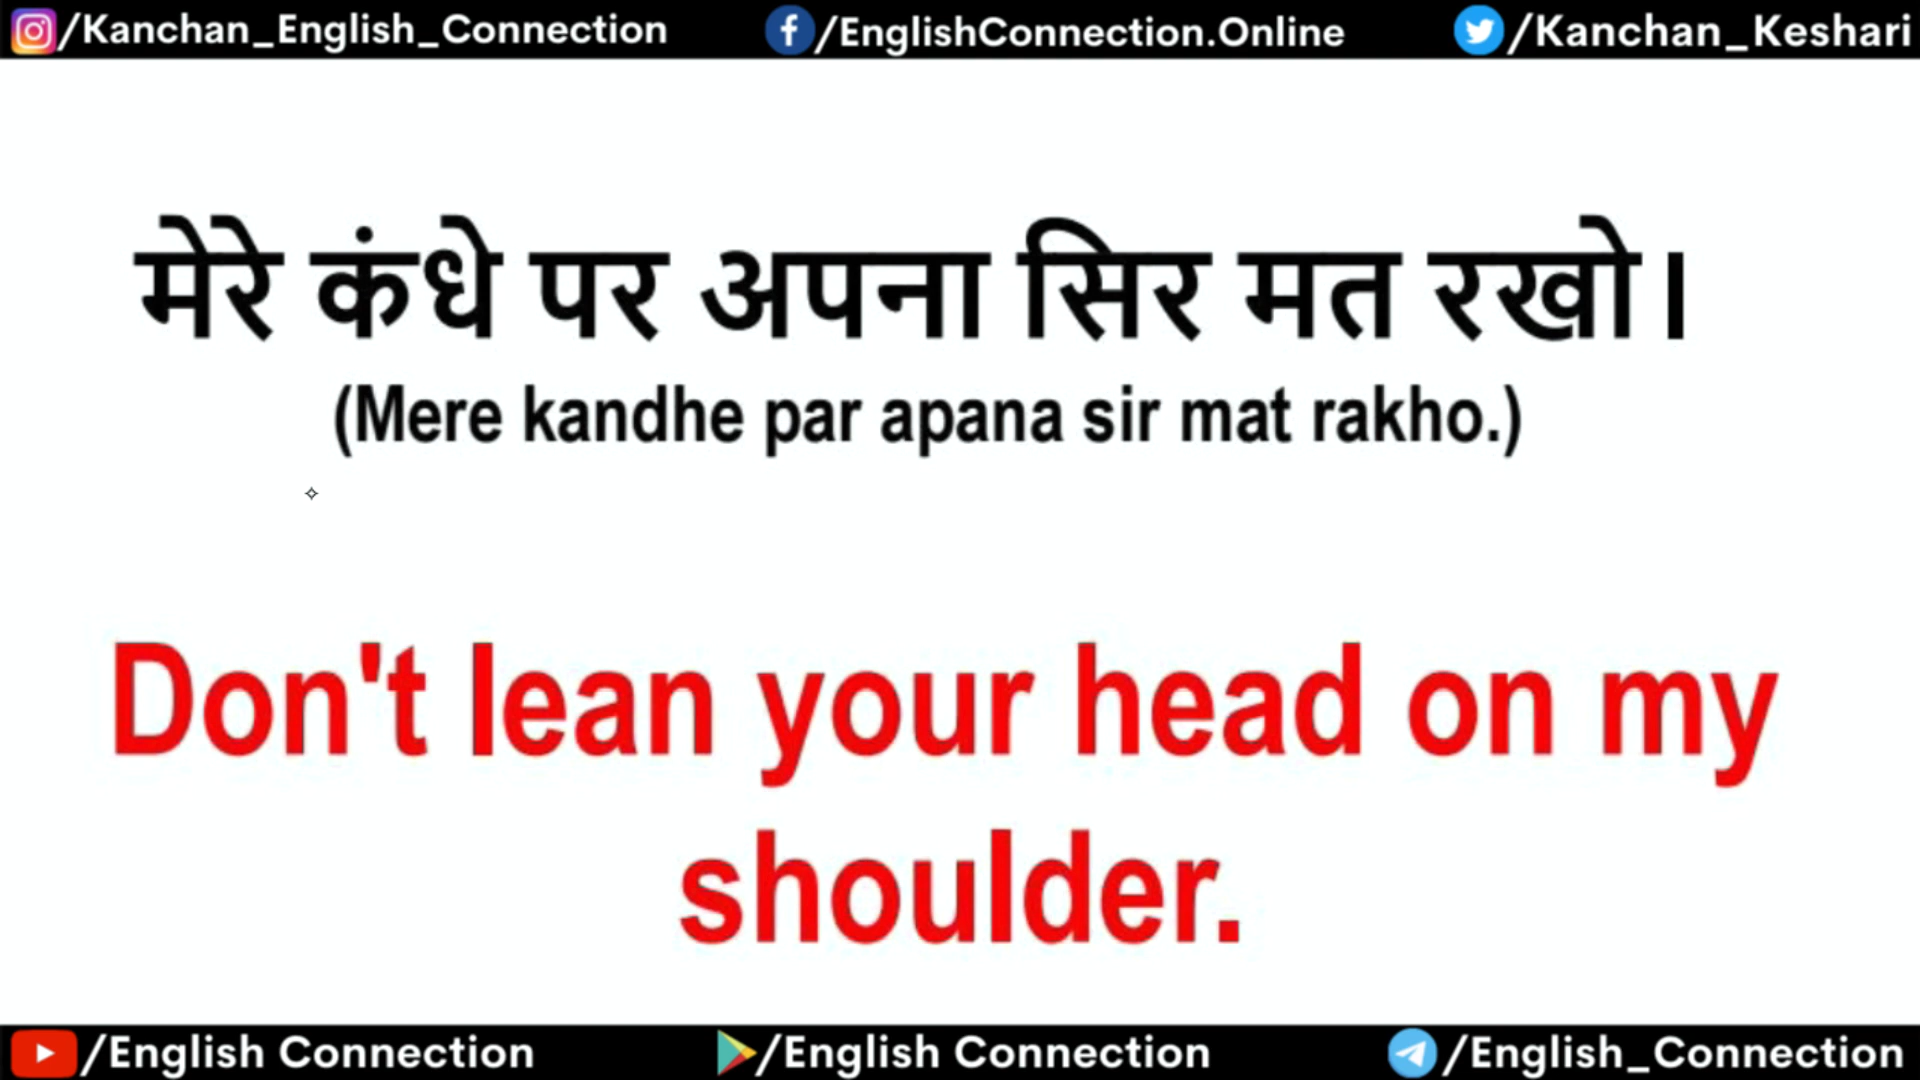 /Kanchan_English_Connection /EnglishConnection.Online /Kanchan_Keshari
मेरे कंधे पर अपना सिर मत रखो।
(Mere kandhe par apana sir mat rakho.)
Don't lean your head on my
shoulder.
/English Connection /English Connection /English_Connection